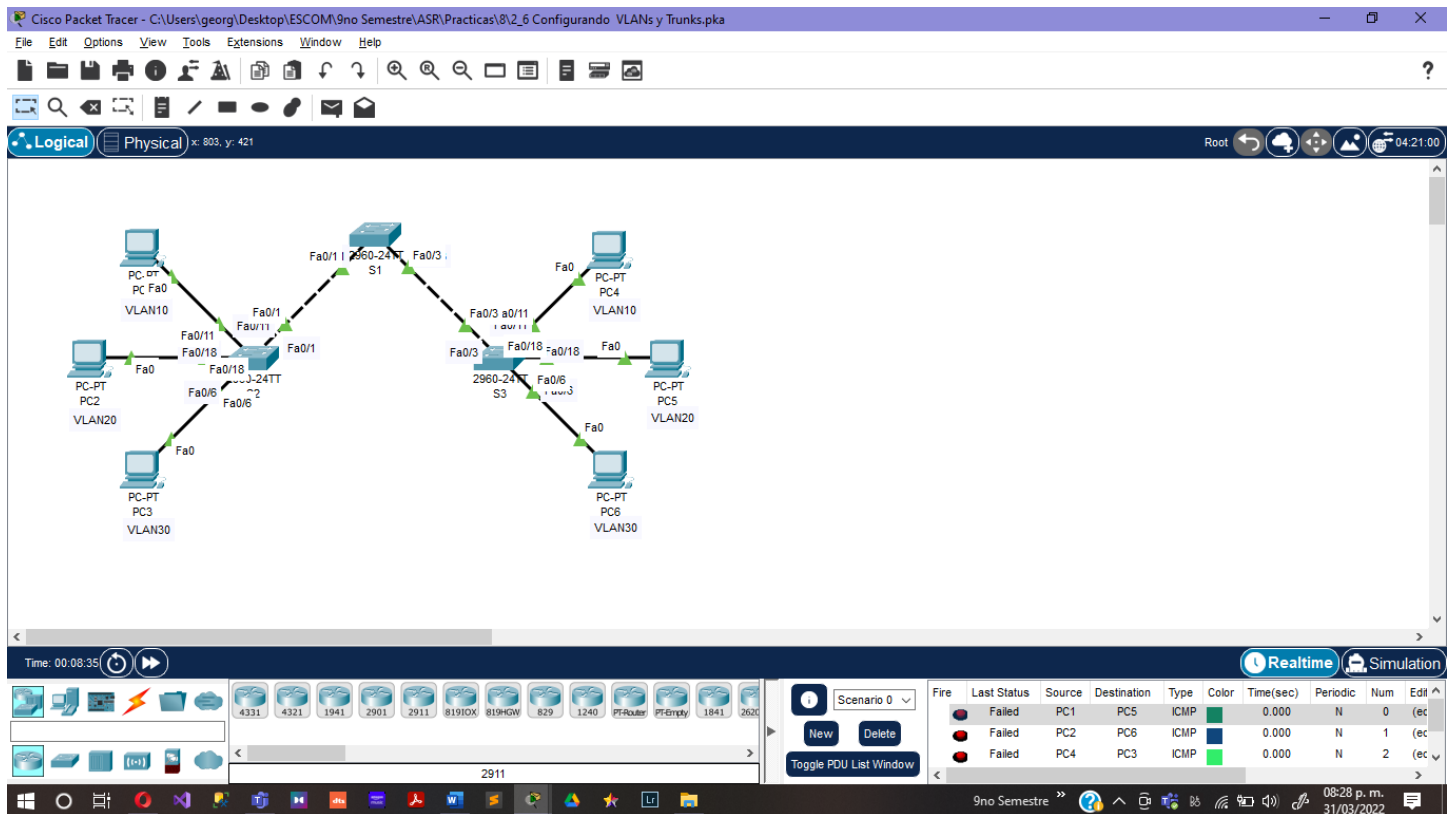 Cisco Packet Tracer - C:\Users\georg\Desktop\ESCOM\9no Semestre\ASR\Practicas\8\2_6 Configurando VLANs y Trunks.pka
File Edit Options View Tools Extensions Window Help
?
Logical Physical x: 803, y: 421 Root 04:21:00
Fa0/1 2960-24TT Fa0/3
S1
PC-PT
Fa0
VLAN10
Fa0
PC-PT
PC4
VLAN10
Fa0/1
Fa0/11
Fa0/11
Fa0/18
Fa0/1
Fa0
Fa0/18
PC-PT
PC2
VLAN20
Fa0/6
Fa0/6
Fa0/3
Fa0/3
Fa0/18
Fa0
2960-24TT
S3
Fa0/6
PC-PT
PC5
VLAN20
Fa0
Fa0
PC-PT
PC3
VLAN30
PC-PT
PC6
VLAN30
Time: 00:08:35 Realtime Simulation
4331 4321 1941 2901 2911 819IOX 819HGW 829 1240 PT-Router PT-Empty 1841
2911
Scenario 0
New Delete
Toggle PDU List Window
Fire Last Status Source Destination Type Color Time(sec) Periodic Num Edit
Failed PC1 PC5 ICMP 0.000 N 0
Failed PC2 PC6 ICMP 0.000 N 1
Failed PC4 PC3 ICMP 0.000 N 2
9no Semestre
08:28 p. m.
31/03/2022